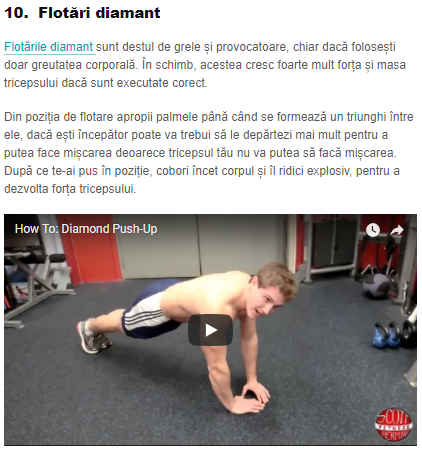 10.  Flotări diamant
Flotările diamant sunt destul de grele și provocatoare, chiar dacă folosești
doar greutatea corporală. În schimb, acestea cresc foarte mult forța și masa
tricepsului dacă sunt executate corect.
Din poziția de flotare apropii palmele până când se formează un triunghi între
ele, dacă ești începător poate va trebui să le depărtezi mai mult pentru a
putea face mișcarea deoarece tricepsul tău nu va putea să facă mișcarea.
După ce te-ai pus în poziție, cobori încet corpul și îl ridici explosiv, pentru a
dezvolta forța tricepsului.
How To: Diamond Push-Up
SCOTT
FITNESS
HERMAN